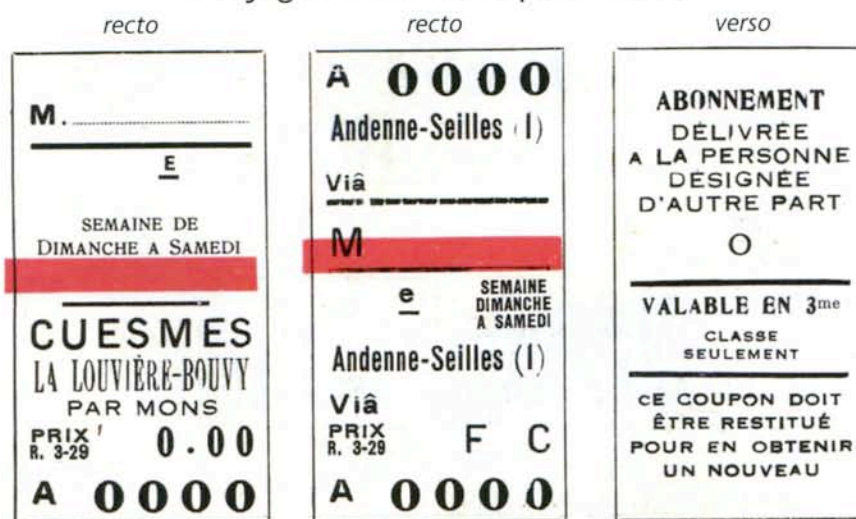 recto
M.
E
SEMAINE DE
DIMANCHE A SAMEDI
CUESMES
LA LOUVIÈRE-BOUVY
PAR MONS
PRIX 0.00
R. 3-29
A 0000
recto
A 0000
Andenne-Seilles (I)
Viâ
M
e
SEMAINE
DIMANCHE
A SAMEDI
Andenne-Seilles (I)
Viâ
PRIX F C
R. 3-29
A 0000
verso
ABONNEMENT
DÉLIVRÉE
A LA PERSONNE
DÉSIGNÉE
D'AUTRE PART
O
VALABLE EN 3me
CLASSE
SEULEMENT
CE COUPON DOIT
ÊTRE RESTITUÉ
POUR EN OBTENIR
UN NOUVEAU